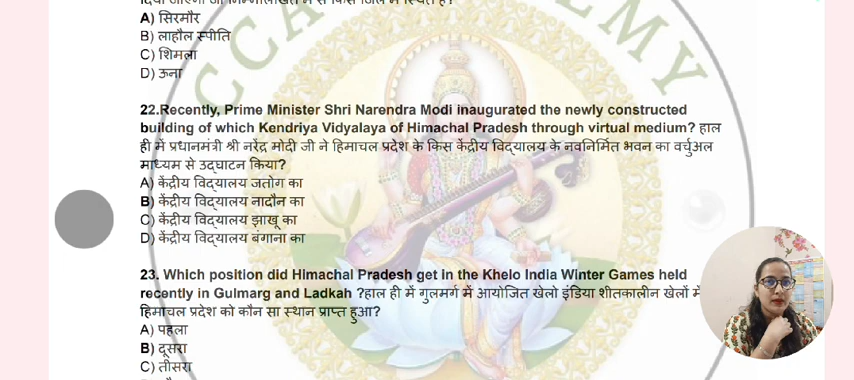 दिया जाएगा जो निम्नलिखित में से किस जिले में स्थित है?
A) सिरमौर
B) लाहौल स्पीति
C) शिमला
D) ऊना
22.Recently, Prime Minister Shri Narendra Modi inaugurated the newly constructed
building of which Kendriya Vidyalaya of Himachal Pradesh through virtual medium? हाल
ही में प्रधानमंत्री श्री नरेंद्र मोदी जी ने हिमाचल प्रदेश के किस केंद्रीय विद्यालय के नवनिर्मित भवन का वर्चुअल
माध्यम से उद्घाटन किया?
A) केंद्रीय विद्यालय जतोग का
B) केंद्रीय विद्यालय नादौन का
C) केंद्रीय विद्यालय झाखू का
D) केंद्रीय विद्यालय बंगाना का
23. Which position did Himachal Pradesh get in the Khelo India Winter Games held
recently in Gulmarg and Ladkah ?हाल ही में गुलमर्ग में आयोजित खेलो इंडिया शीतकालीन खेलों में
हिमाचल प्रदेश को कौन सा स्थान प्राप्त हुआ?
A) पहला
B) दूसरा
C) तीसरा